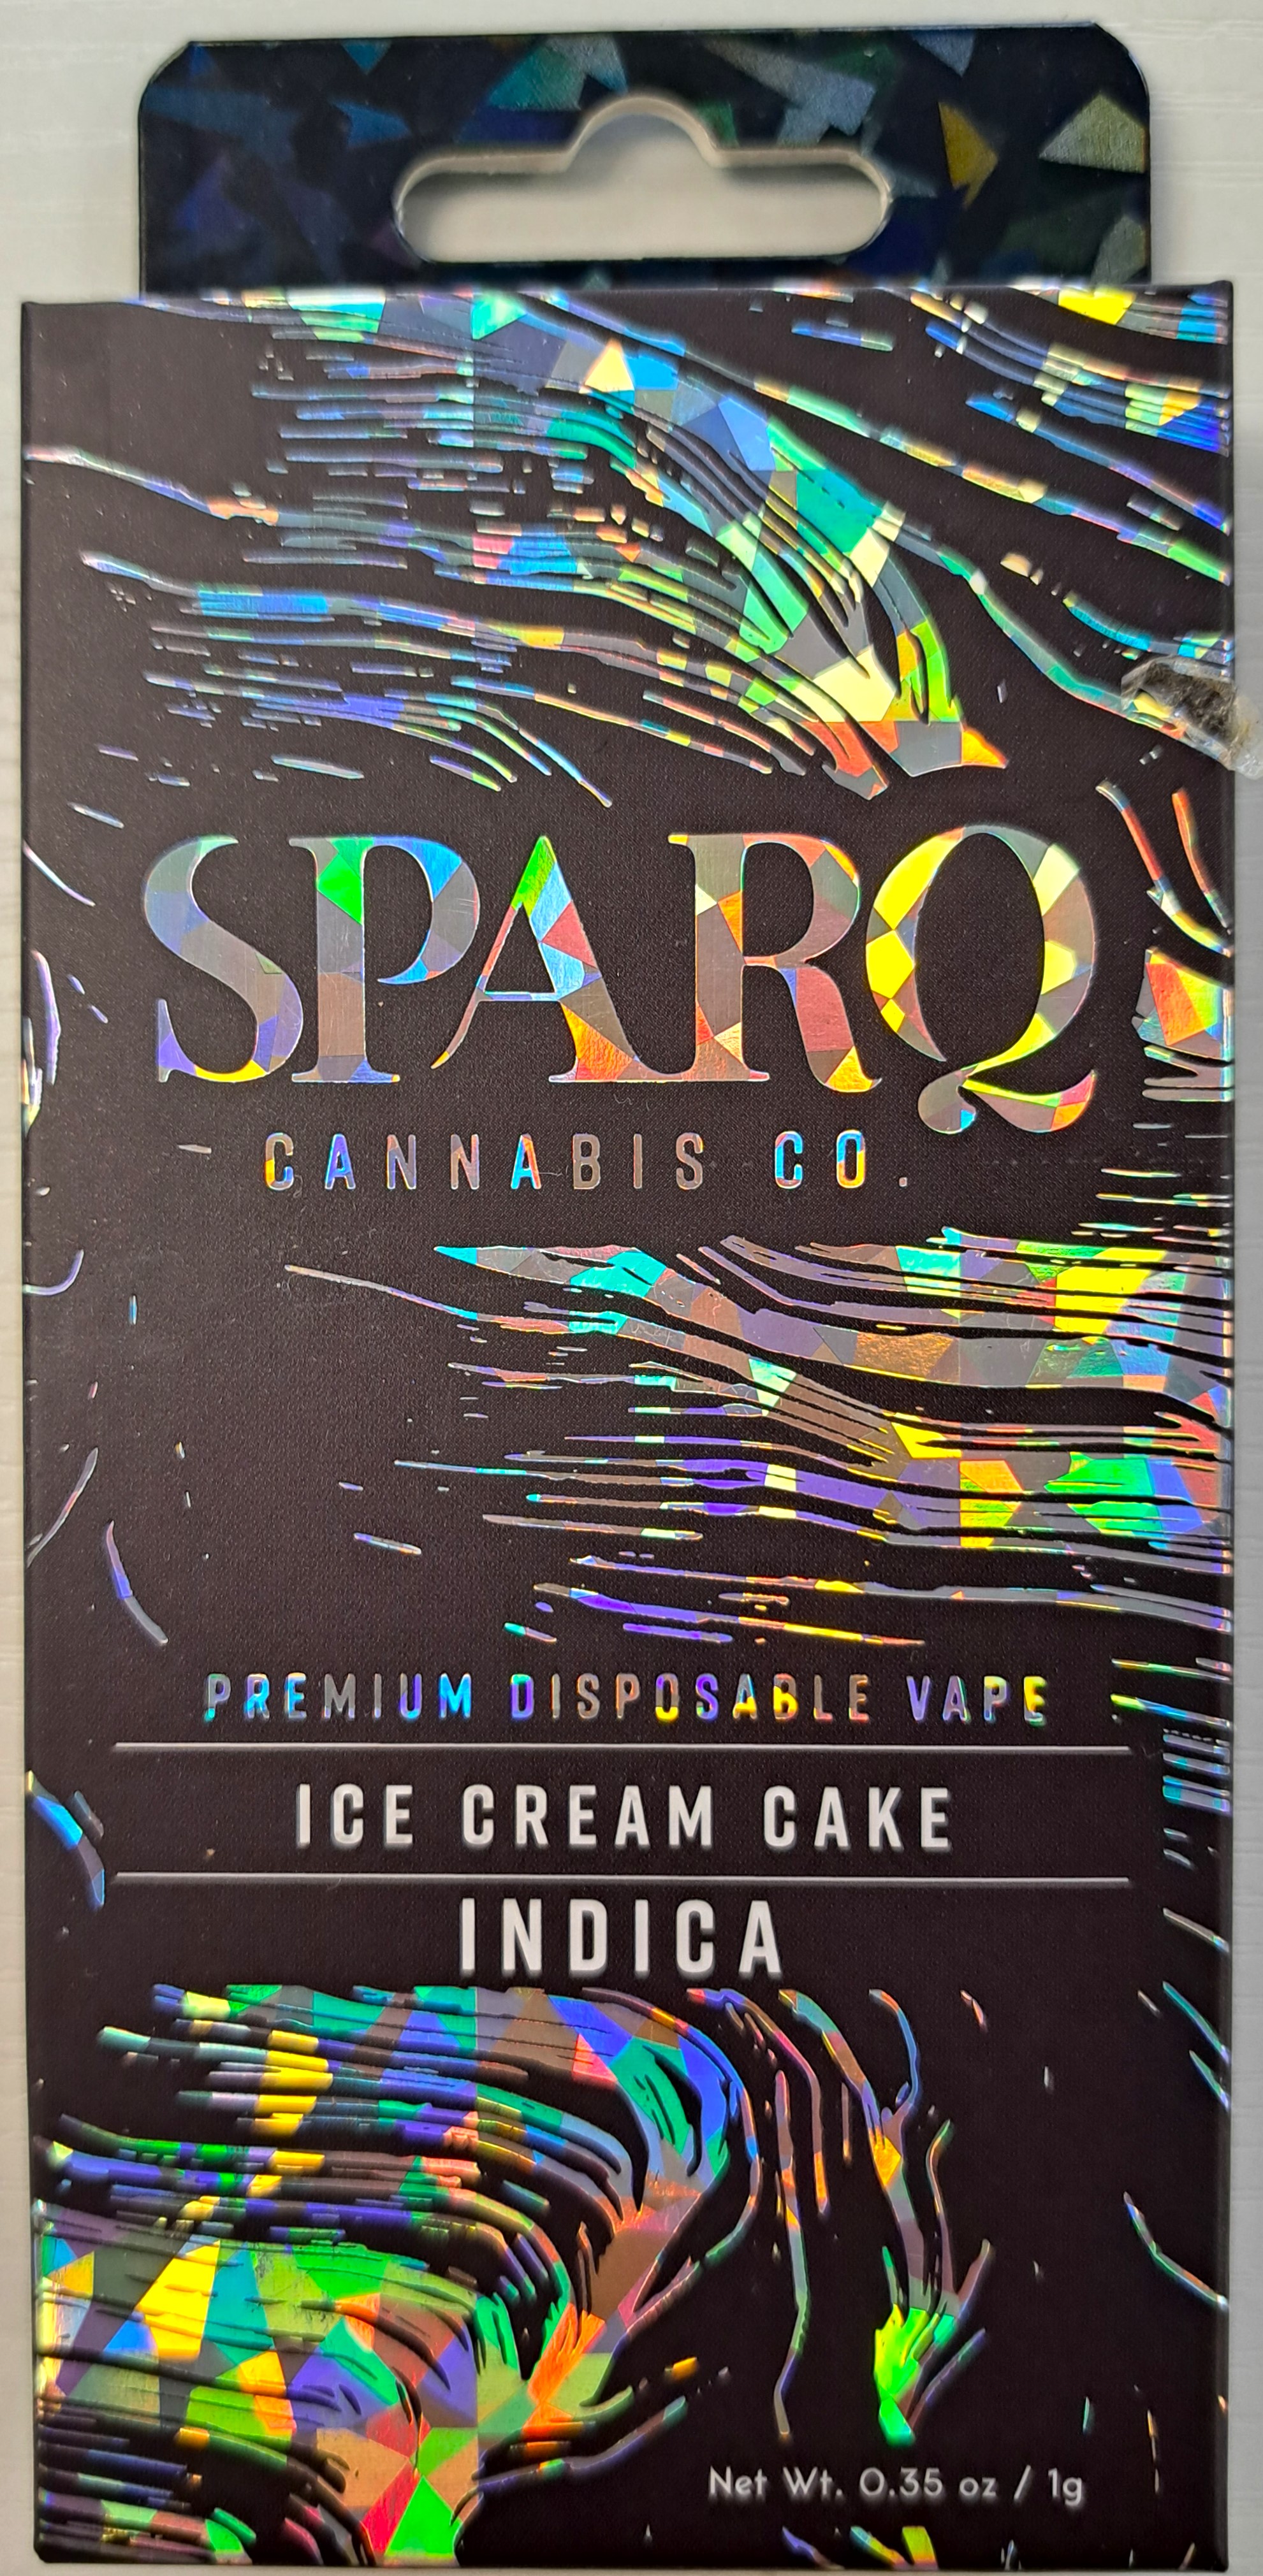 SPARQ
CANNABIS CO.
PREMIUM DISPOSABLE VAPE
ICE CREAM CAKE
INDICA
Net Wt. 0.35 oz / 1g